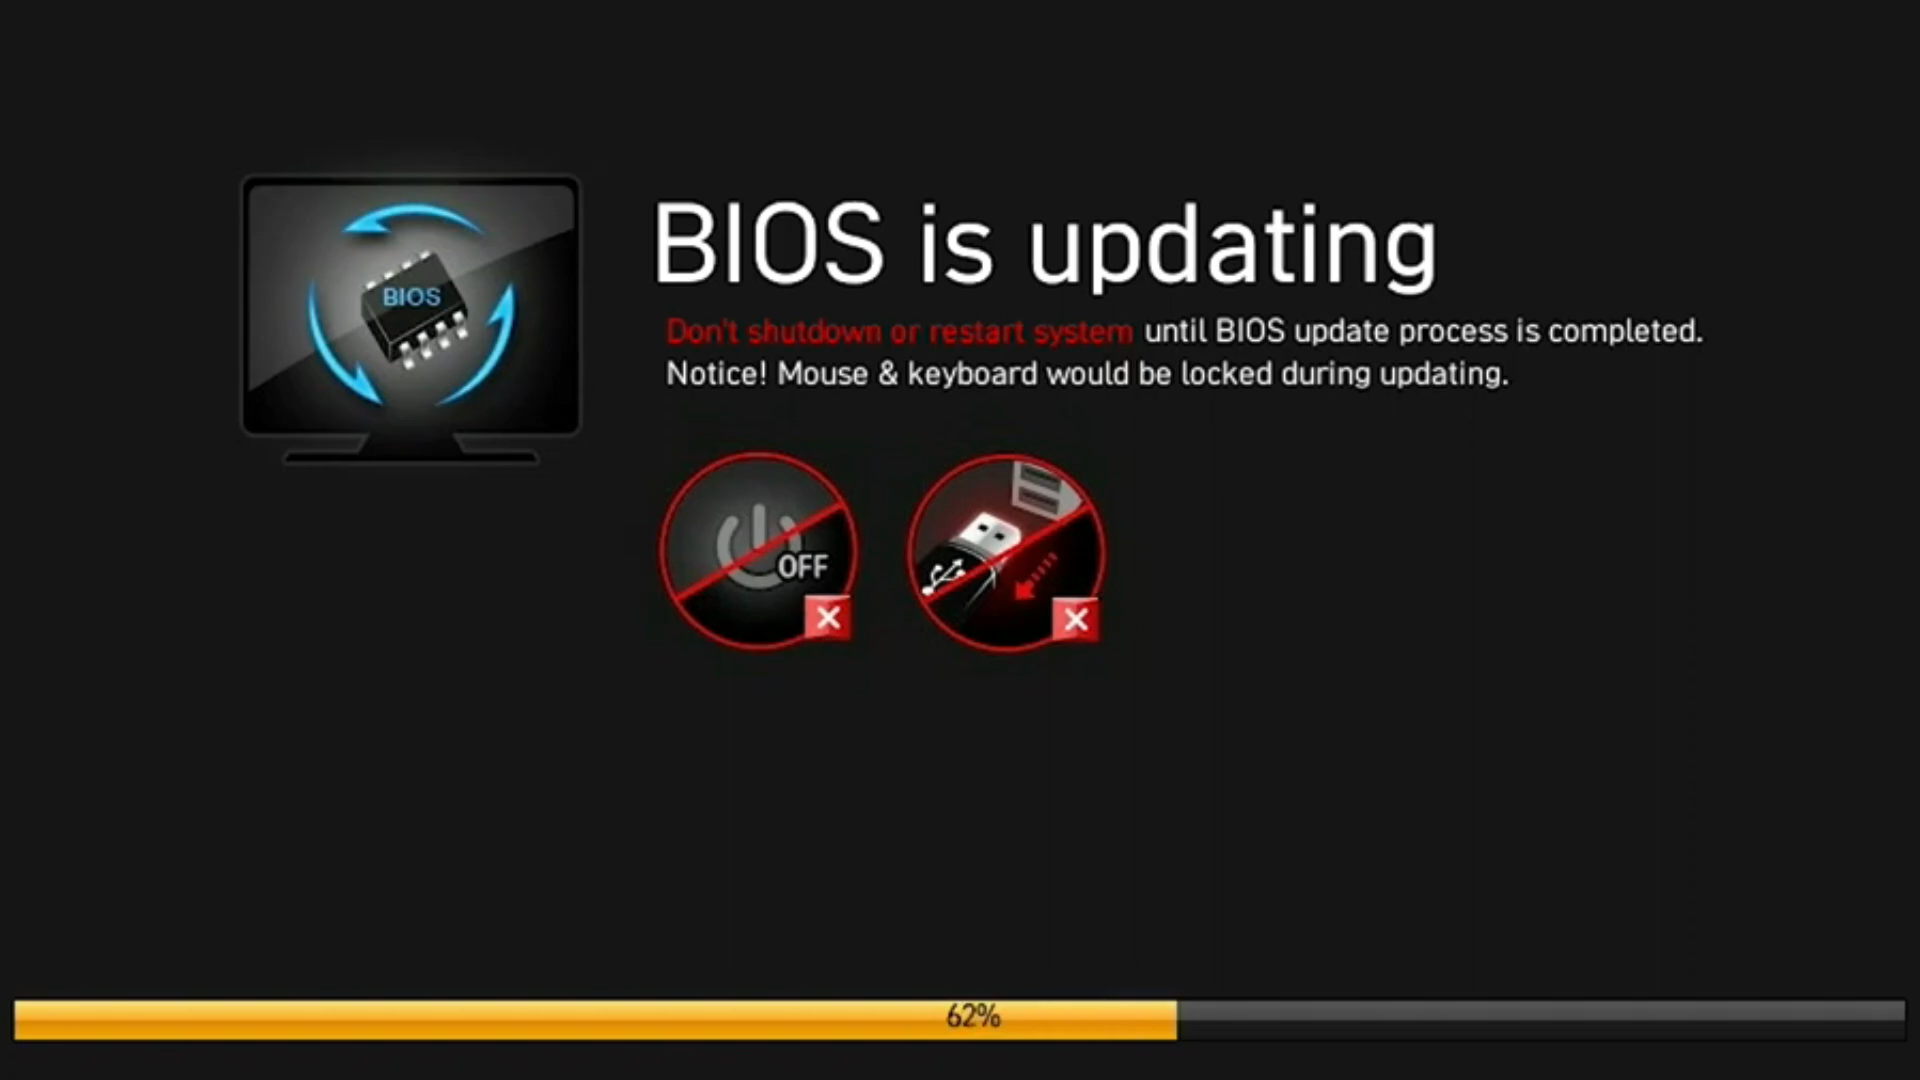 BIOS
BIOS is updating
Don't shutdown or restart system until BIOS update process is completed.
Notice! Mouse & keyboard would be locked during updating.
OFF
62%